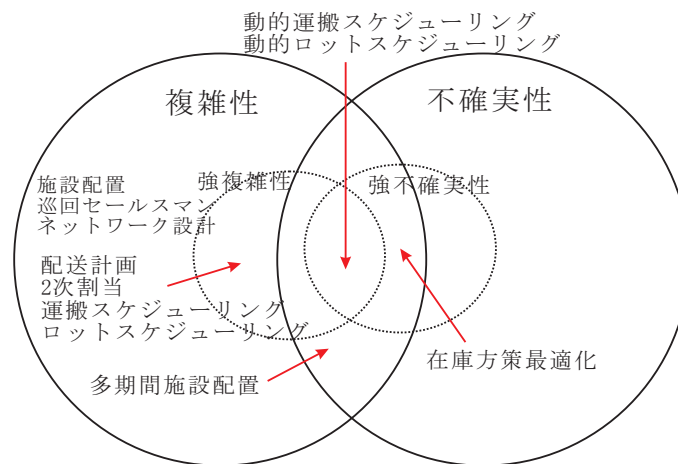 動的運搬スケジューリング
動的ロットスケジューリング
複雑性
不確実性
強複雑性
強不確実性
施設配置
巡回セールスマン
ネットワーク設計
配送計画
2次割当
運搬スケジューリング
ロットスケジューリング
在庫方策最適化
多期間施設配置